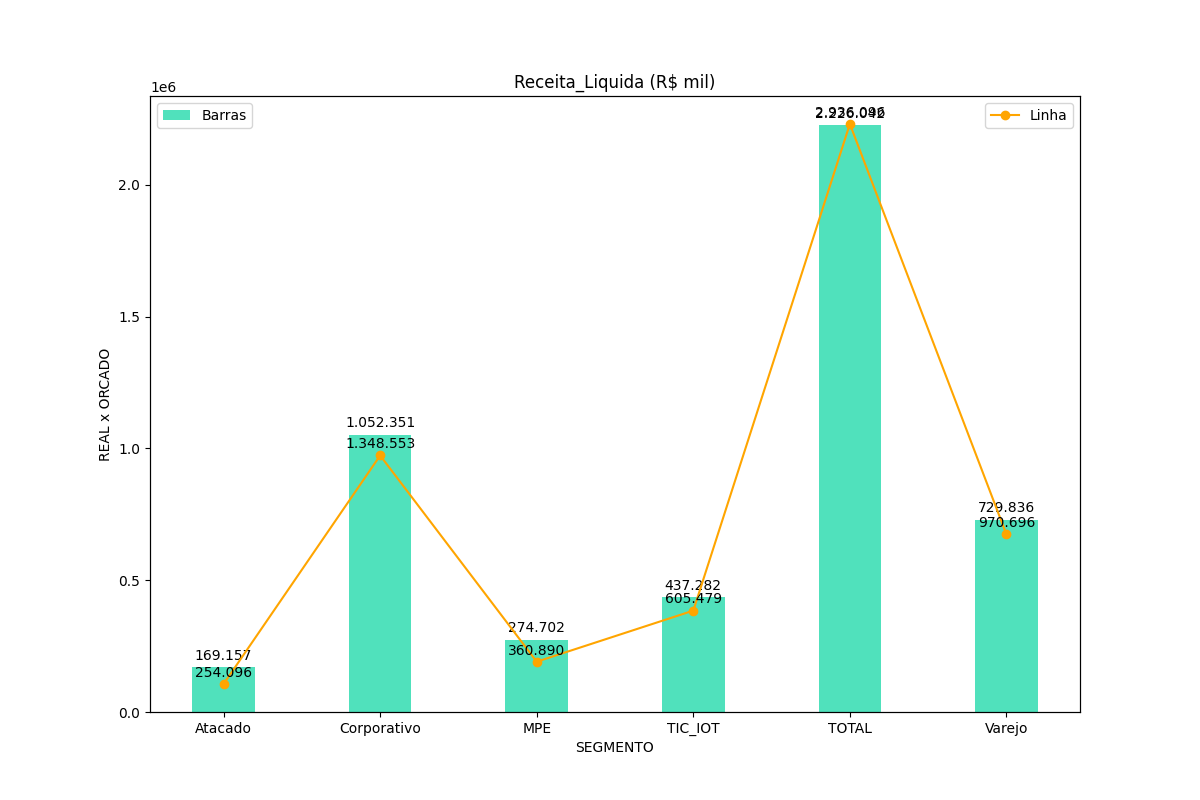 Receita_Liquida (R$ mil)
1e6
Barras
Linha
2.0
1.5
1.0
0.5
0.0
REAL x ORCADO
169.157
254.096
1.052.351
1.348.553
274.702
360.890
437.282
605.479
729.836
970.696
Atacado
Corporativo
MPE
TIC_IOT
TOTAL
Varejo
SEGMENTO